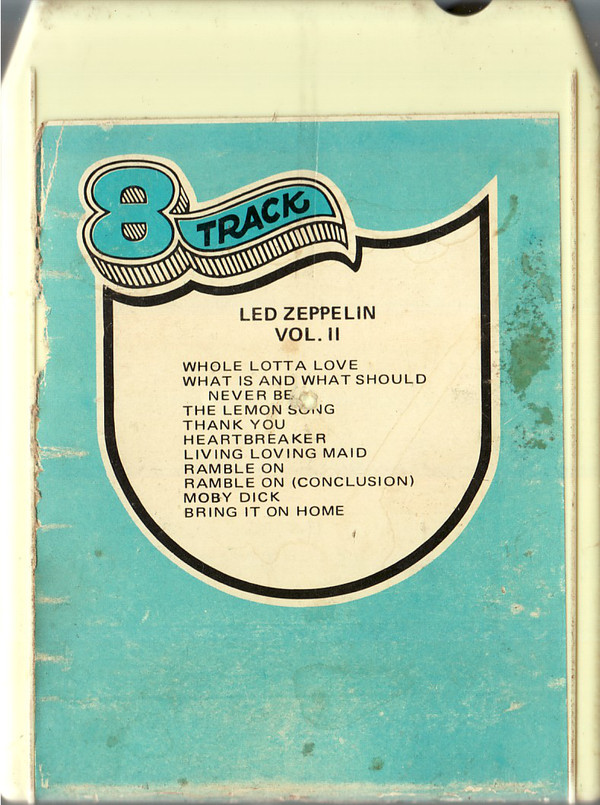 8
TRACK
LED ZEPPELIN
VOL. II
WHOLE LOTTA LOVE
WHAT IS AND WHAT SHOULD
NEVER BE
THE LEMON SONG
THANK YOU
HEARTBREAKER
LIVING LOVING MAID
RAMBLE ON
RAMBLE ON (CONCLUSION)
MOBY DICK
BRING IT ON HOME